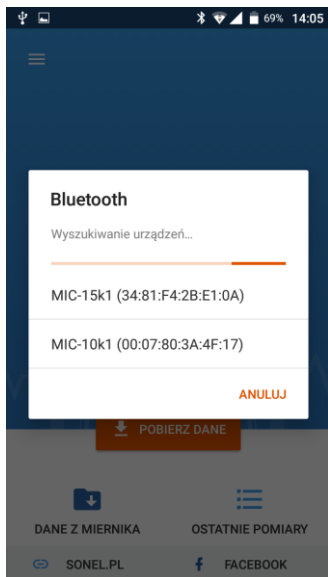 69% 14:05
Bluetooth
Wyszukiwanie urządzeń...
MIC-15k1 (34:81:F4:2B:E1:0A)
MIC-10k1 (00:07:80:3A:4F:17)
ANULUJ
POBIERZ DANE
DANE Z MIERNIKA OSTATNIE POMIARY
SONEL.PL FACEBOOK